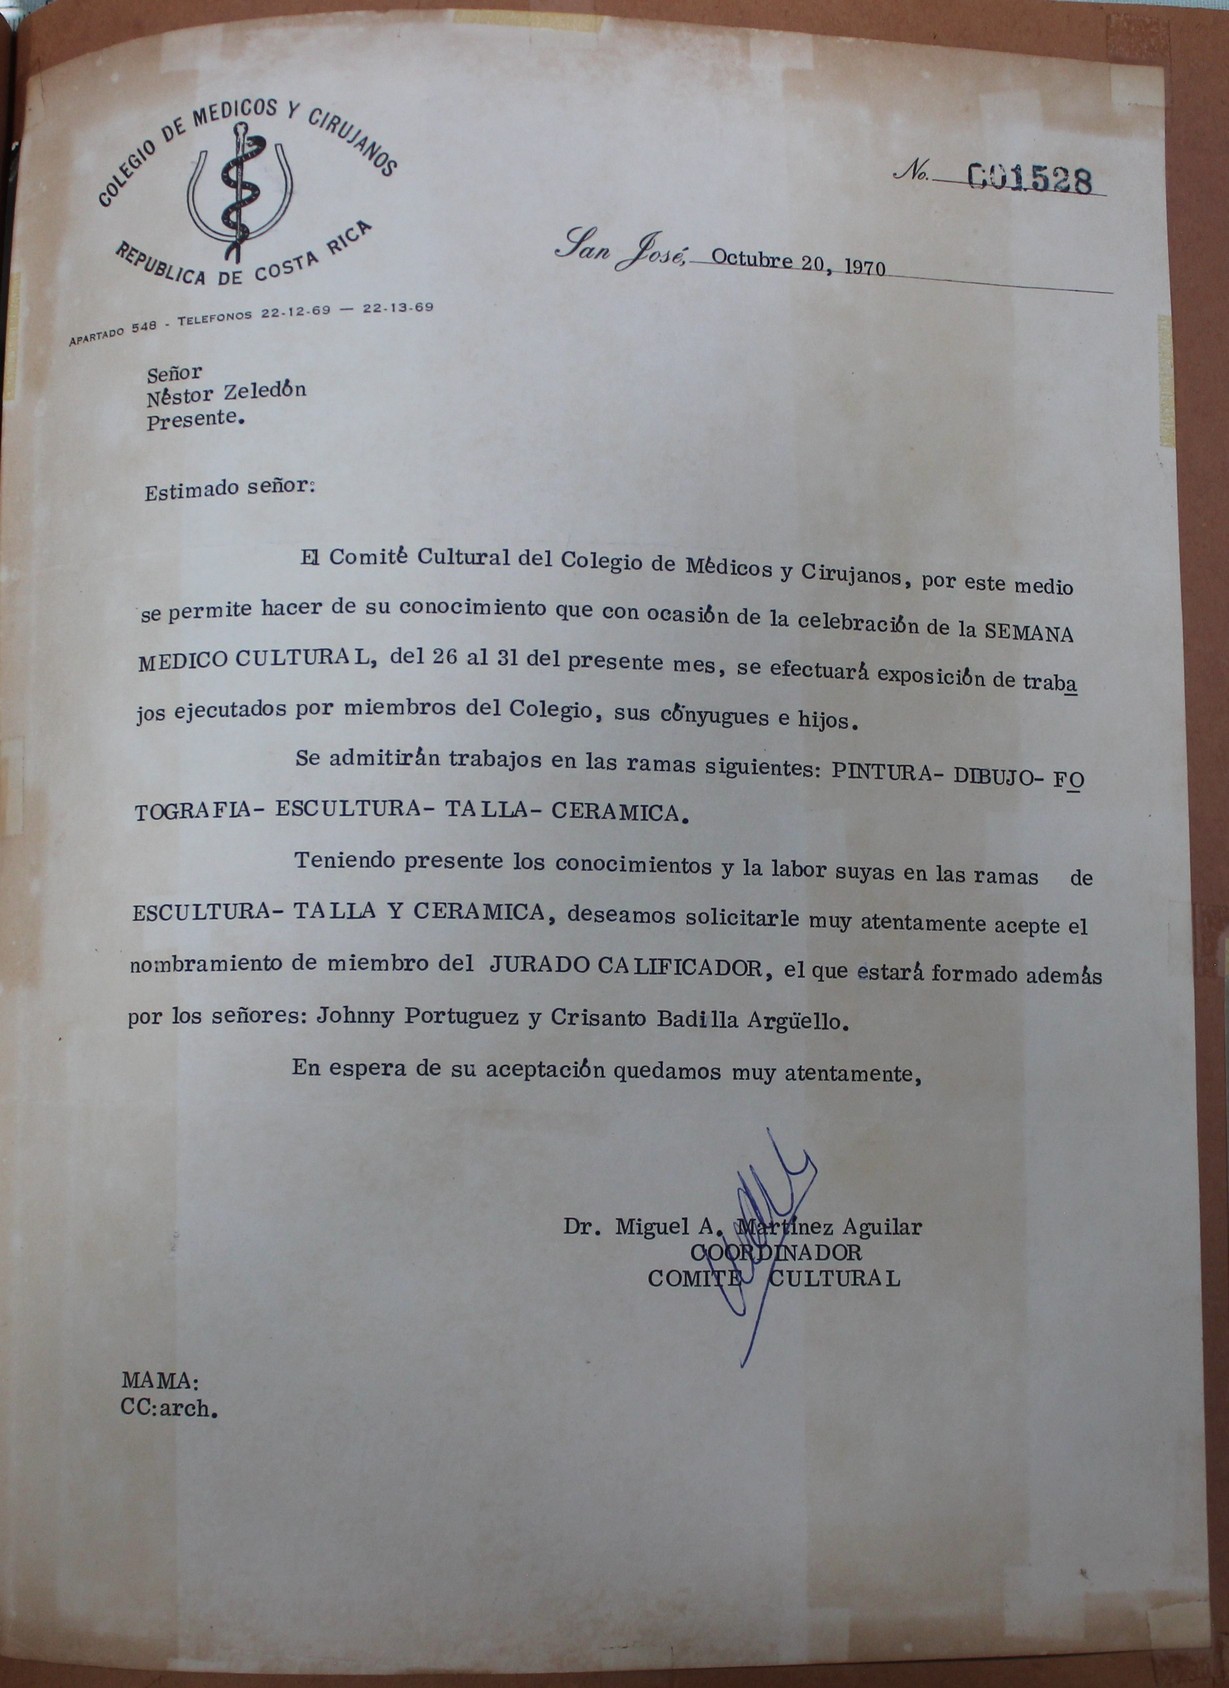 COLEGIO DE MEDICOS Y CIRUJANOS
REPUBLICA DE COSTA RICA
APARTADO 548 - TELEFONOS 22-12-69 — 22-13-69
No. 001528
San José, Octubre 20, 1970
Señor
Néstor Zeledón
Presente.
Estimado señor:
El Comité Cultural del Colegio de Médicos y Cirujanos, por este medio
se permite hacer de su conocimiento que con ocasión de la celebración de la SEMANA
MEDICO CULTURAL, del 26 al 31 del presente mes, se efectuará exposición de traba
jos ejecutados por miembros del Colegio, sus cónyugues e hijos.
Se admitirán trabajos en las ramas siguientes: PINTURA- DIBUJO- FO
TOGRAFIA- ESCULTURA- TALLA- CERAMICA.
Teniendo presente los conocimientos y la labor suyas en las ramas de
ESCULTURA- TALLA Y CERAMICA, deseamos solicitarle muy atentamente acepte el
nombramiento de miembro del JURADO CALIFICADOR, el que estará formado además
por los señores: Johnny Portuguez y Crisanto Badilla Argüello.
En espera de su aceptación quedamos muy atentamente,
Dr. Miguel A. Martínez Aguilar
COORDINADOR
COMITE CULTURAL
MAMA:
CC:arch.